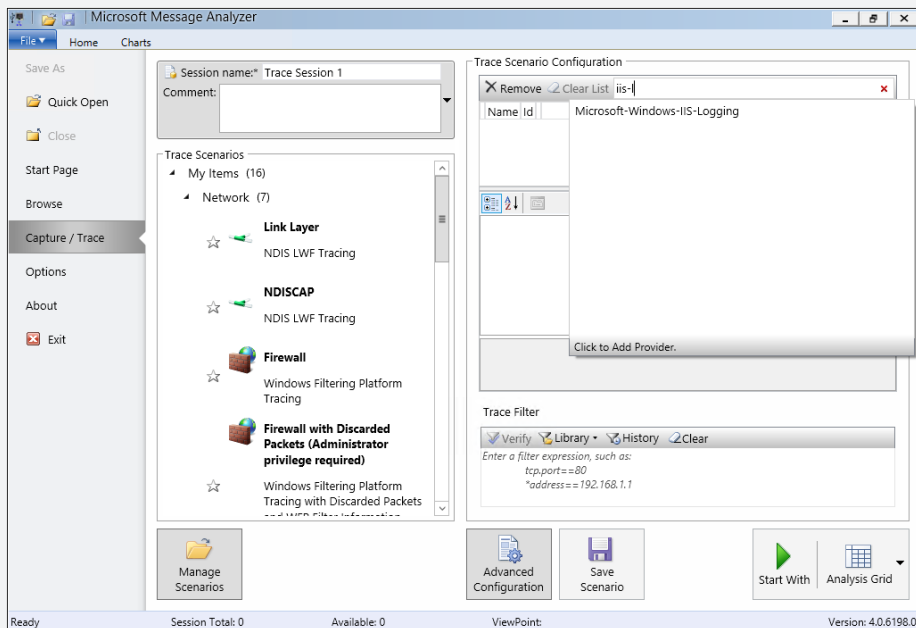 Microsoft Message Analyzer
File
Home
Charts
Save As
Quick Open
Close
Start Page
Browse
Capture / Trace
Options
About
Exit
Session name:* Trace Session 1
Comment:
Trace Scenarios
My Items (16)
Network (7)
Link Layer
NDIS LWF Tracing
NDISCAP
NDIS LWF Tracing
Firewall
Windows Filtering Platform
Tracing
Firewall with Discarded
Packets (Administrator
privilege required)
Windows Filtering Platform
Tracing with Discarded Packets
and WFP Filter Information
Manage
Scenarios
Trace Scenario Configuration
Remove Clear List iis-l
Name Id
Microsoft-Windows-IIS-Logging
Click to Add Provider.
Trace Filter
Verify Library History Clear
Enter a filter expression, such as:
tcp.port==80
*address==192.168.1.1
Advanced
Configuration
Save
Scenario
Start With
Analysis Grid
Ready Session Total: 0 Available: 0 ViewPoint: Version: 4.0.6198.0